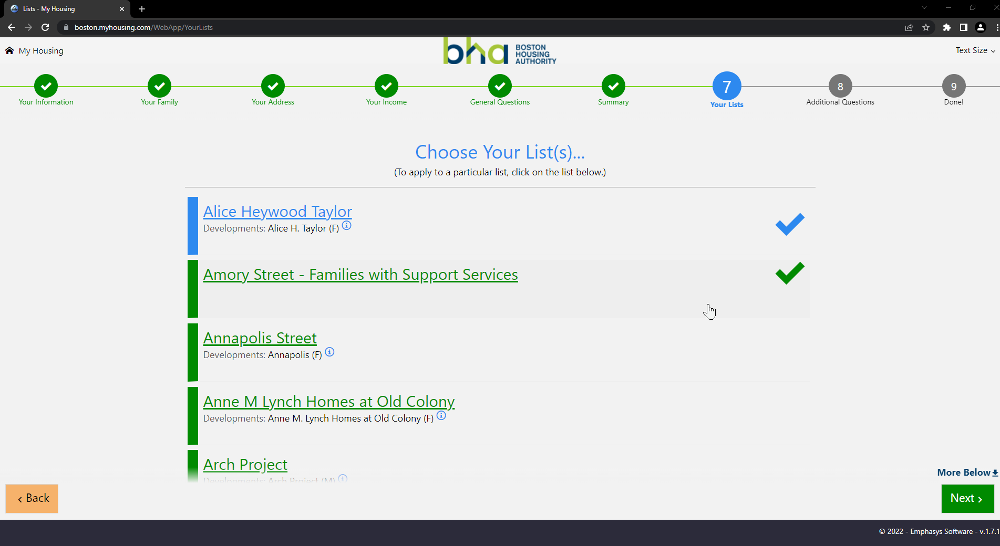 Lists - My Housing
boston.myhousing.com/WebApp/YourLists
My Housing
bha BOSTON
HOUSING
AUTHORITY
Text Size
7
8
9
Your Information
Your Family
Your Address
Your Income
General Questions
Summary
Your Lists
Additional Questions
Done!
Choose Your List(s)...
(To apply to a particular list, click on the list below.)
Alice Heywood Taylor
Developments: Alice H. Taylor (F)
Amory Street - Families with Support Services
Annapolis Street
Developments: Annapolis (F)
Anne M Lynch Homes at Old Colony
Developments: Anne M. Lynch Homes at Old Colony (F)
Arch Project
Developments: Arch Project (M)
More Below
Back
Next
© 2022 - Emphasys Software - v.1.7.1